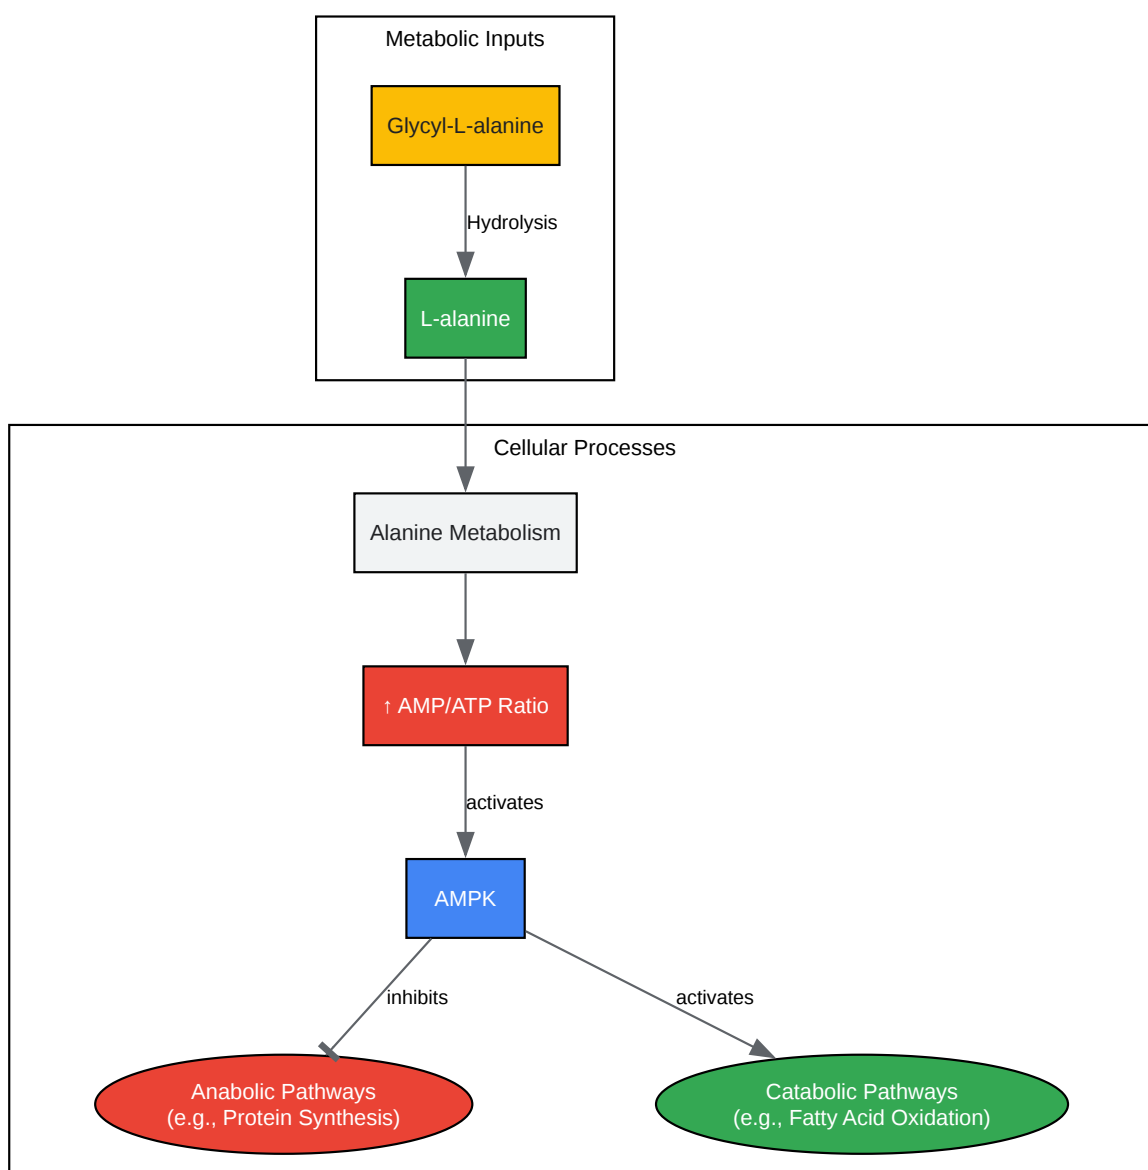 Metabolic Inputs
Glycyl-L-alanine
Hydrolysis
L-alanine
Cellular Processes
Alanine Metabolism
↑ AMP/ATP Ratio
activates
AMPK
inhibits
activates
Anabolic Pathways
(e.g., Protein Synthesis)
Catabolic Pathways
(e.g., Fatty Acid Oxidation)